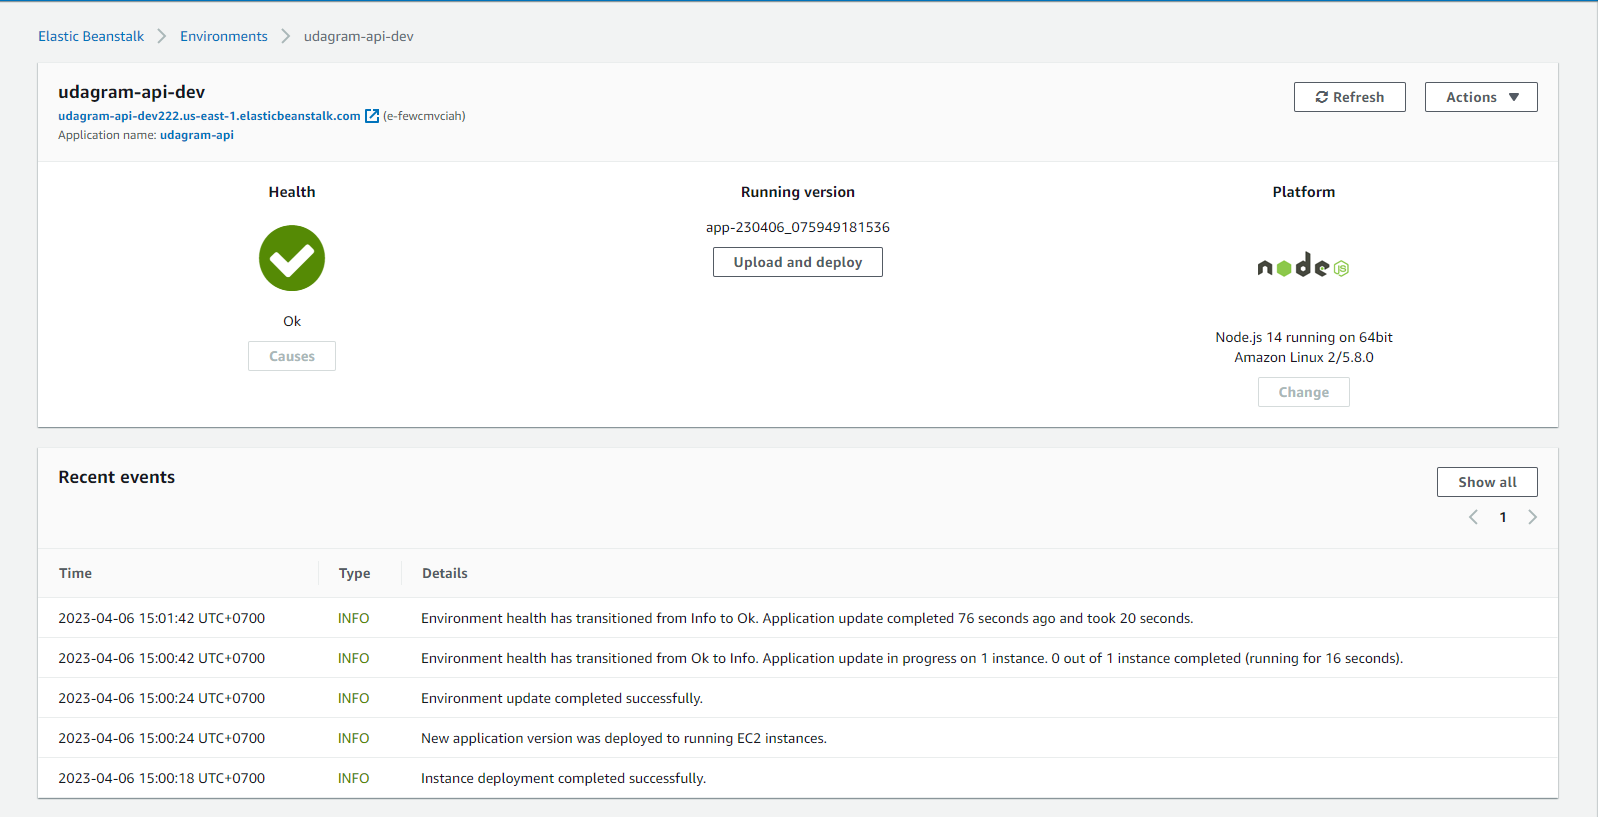 Elastic Beanstalk > Environments > udagram-api-dev
udagram-api-dev
udagram-api-dev222.us-east-1.elasticbeanstalk.com (e-fewcmvciah)
Application name: udagram-api
Refresh
Actions
Health
Ok
Causes
Running version
app-230406_075949181536
Upload and deploy
Platform
node JS
Node.js 14 running on 64bit
Amazon Linux 2/5.8.0
Change
Recent events
Show all
1
Time Type Details
2023-04-06 15:01:42 UTC+0700 INFO Environment health has transitioned from Info to Ok. Application update completed 76 seconds ago and took 20 seconds.
2023-04-06 15:00:42 UTC+0700 INFO Environment health has transitioned from Ok to Info. Application update in progress on 1 instance. 0 out of 1 instance completed (running for 16 seconds).
2023-04-06 15:00:24 UTC+0700 INFO Environment update completed successfully.
2023-04-06 15:00:24 UTC+0700 INFO New application version was deployed to running EC2 instances.
2023-04-06 15:00:18 UTC+0700 INFO Instance deployment completed successfully.